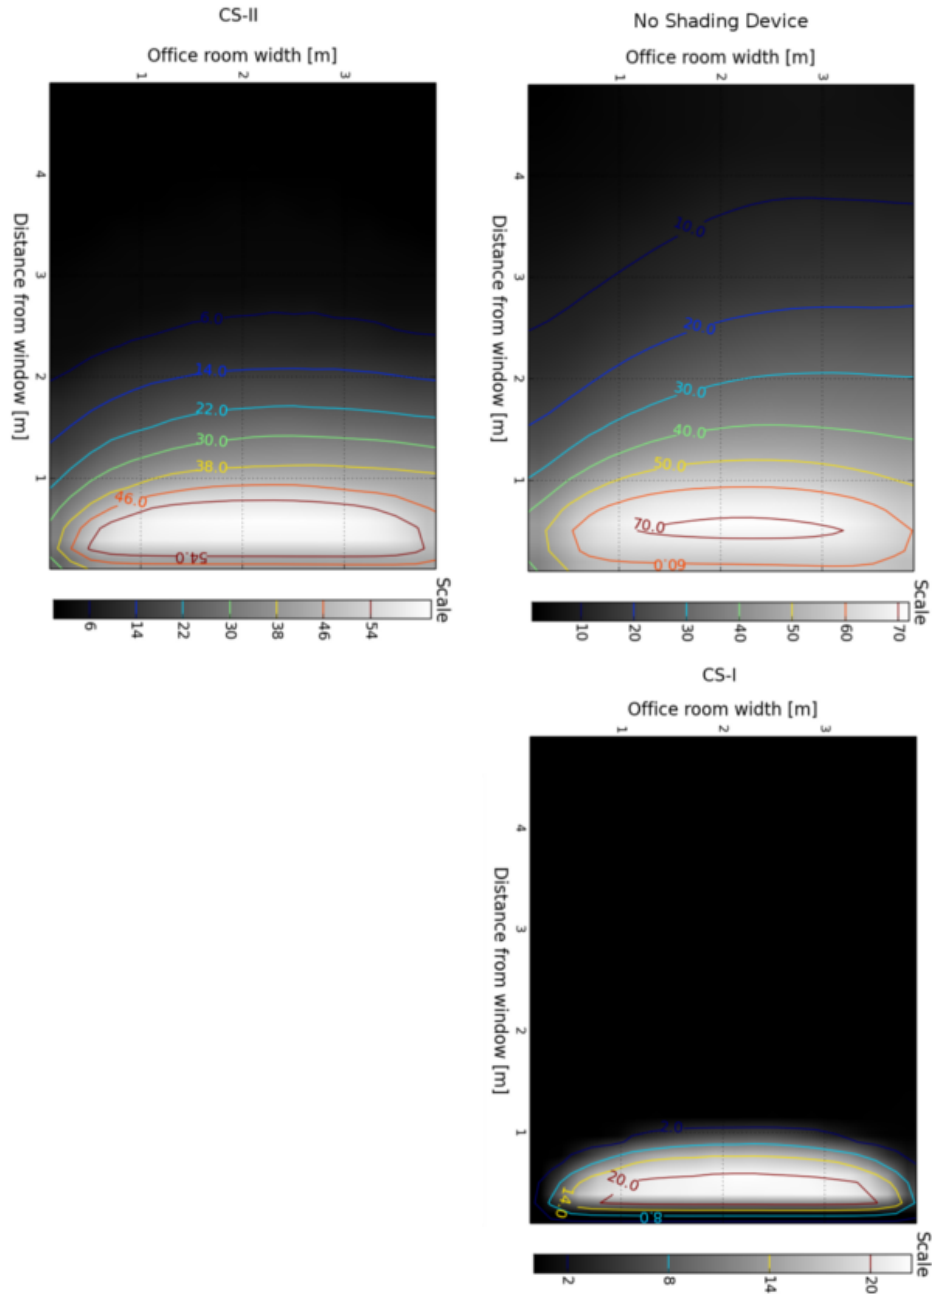 CS-II
Office room width [m]
1 2 3
4
3
2
1
Distance from window [m]
6.0
14.0
22.0
30.0
38.0
46.0
54.0
Scale
6 14 22 30 38 46 54
No Shading Device
Office room width [m]
1 2 3
4
3
2
1
Distance from window [m]
10.0
20.0
30.0
40.0
50.0
70.0
60.0
Scale
10 20 30 40 50 60 70
CS-I
Office room width [m]
1 2 3
4
3
2
1
Distance from window [m]
2.0
20.0
14.0
8.0
Scale
2 8 14 20